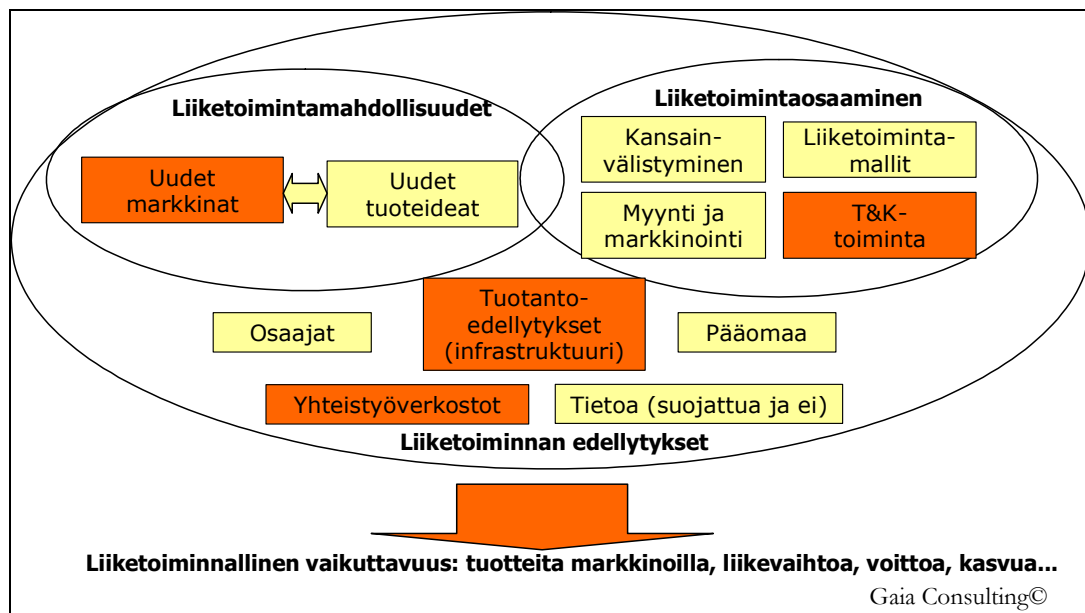 Liiketoimintamahdollisuudet
Uudet
markkinat
Uudet
tuoteideat
Liiketoimintaosaaminen
Kansain-
välistyminen
Liiketoiminta-
mallit
Myynti ja
markkinointi
T&K-
toiminta
Tuotanto-
edellytykset
(infrastruktuuri)
Osaajat
Pääomaa
Yhteistyöverkostot
Tietoa (suojattua ja ei)
Liiketoiminnan edellytykset
Liiketoiminnallinen vaikuttavuus: tuotteita markkinoilla, liikevaihtoa, voittoa, kasvua...
Gaia Consulting©